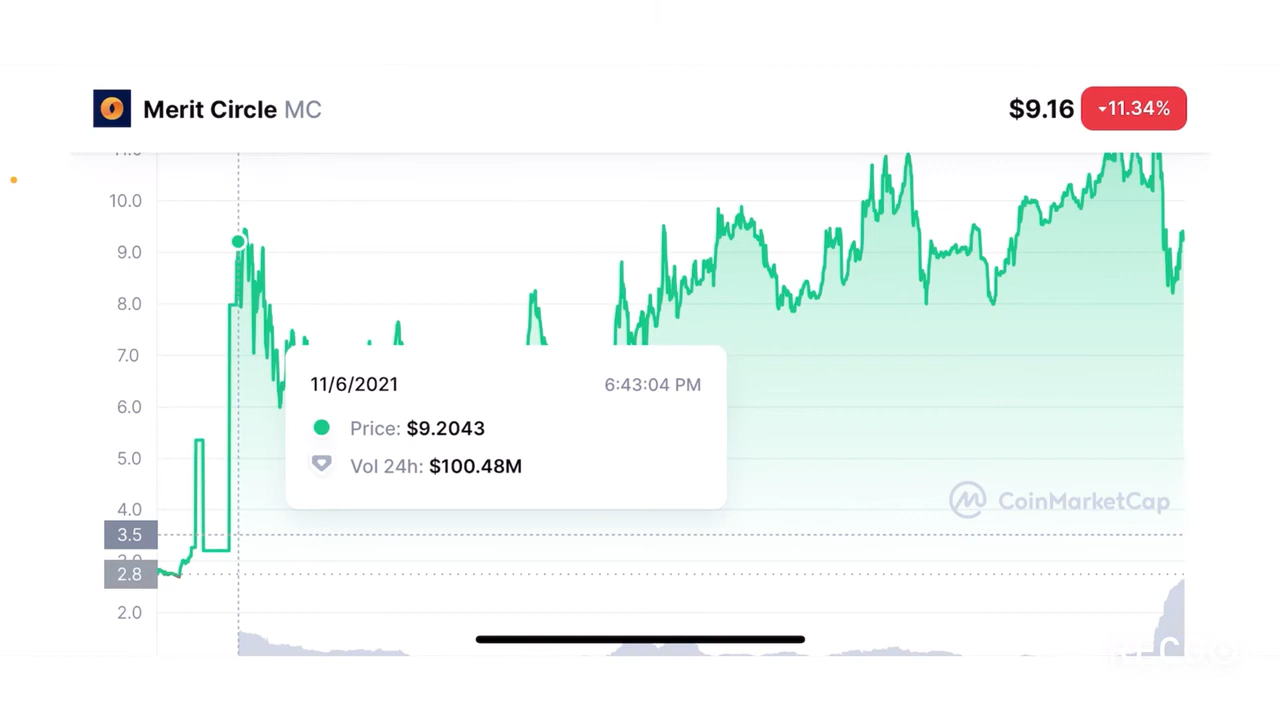 Merit Circle MC
$9.16
11.34%
10.0
9.0
8.0
7.0
6.0
5.0
4.0
3.5
2.8
2.0
11/6/2021 6:43:04 PM
Price: $9.2043
Vol 24h: $100.48M
CoinMarketCap